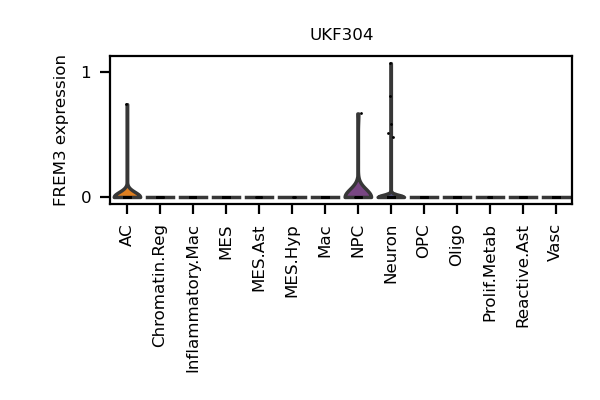 UKF304
FREM3 expression
1
0
AC
Chromatin.Reg
Inflammatory.Mac
MES
MES.Ast
MES.Hyp
Mac
NPC
Neuron
OPC
Oligo
Prolif.Metab
Reactive.Ast
Vasc